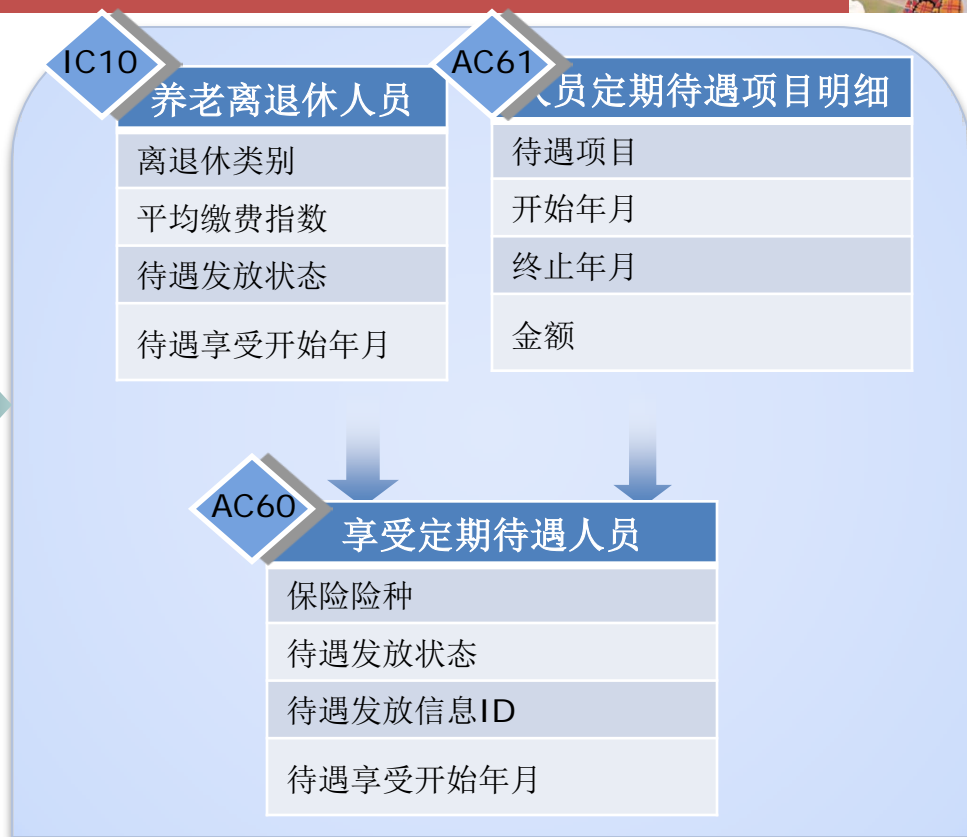 IC10
养老离退休人员
离退休类别
平均缴费指数
待遇发放状态
待遇享受开始年月
AC61
员定期待遇项目明细
待遇项目
开始年月
终止年月
金额
AC60
享受定期待遇人员
保险险种
待遇发放状态
待遇发放信息ID
待遇享受开始年月